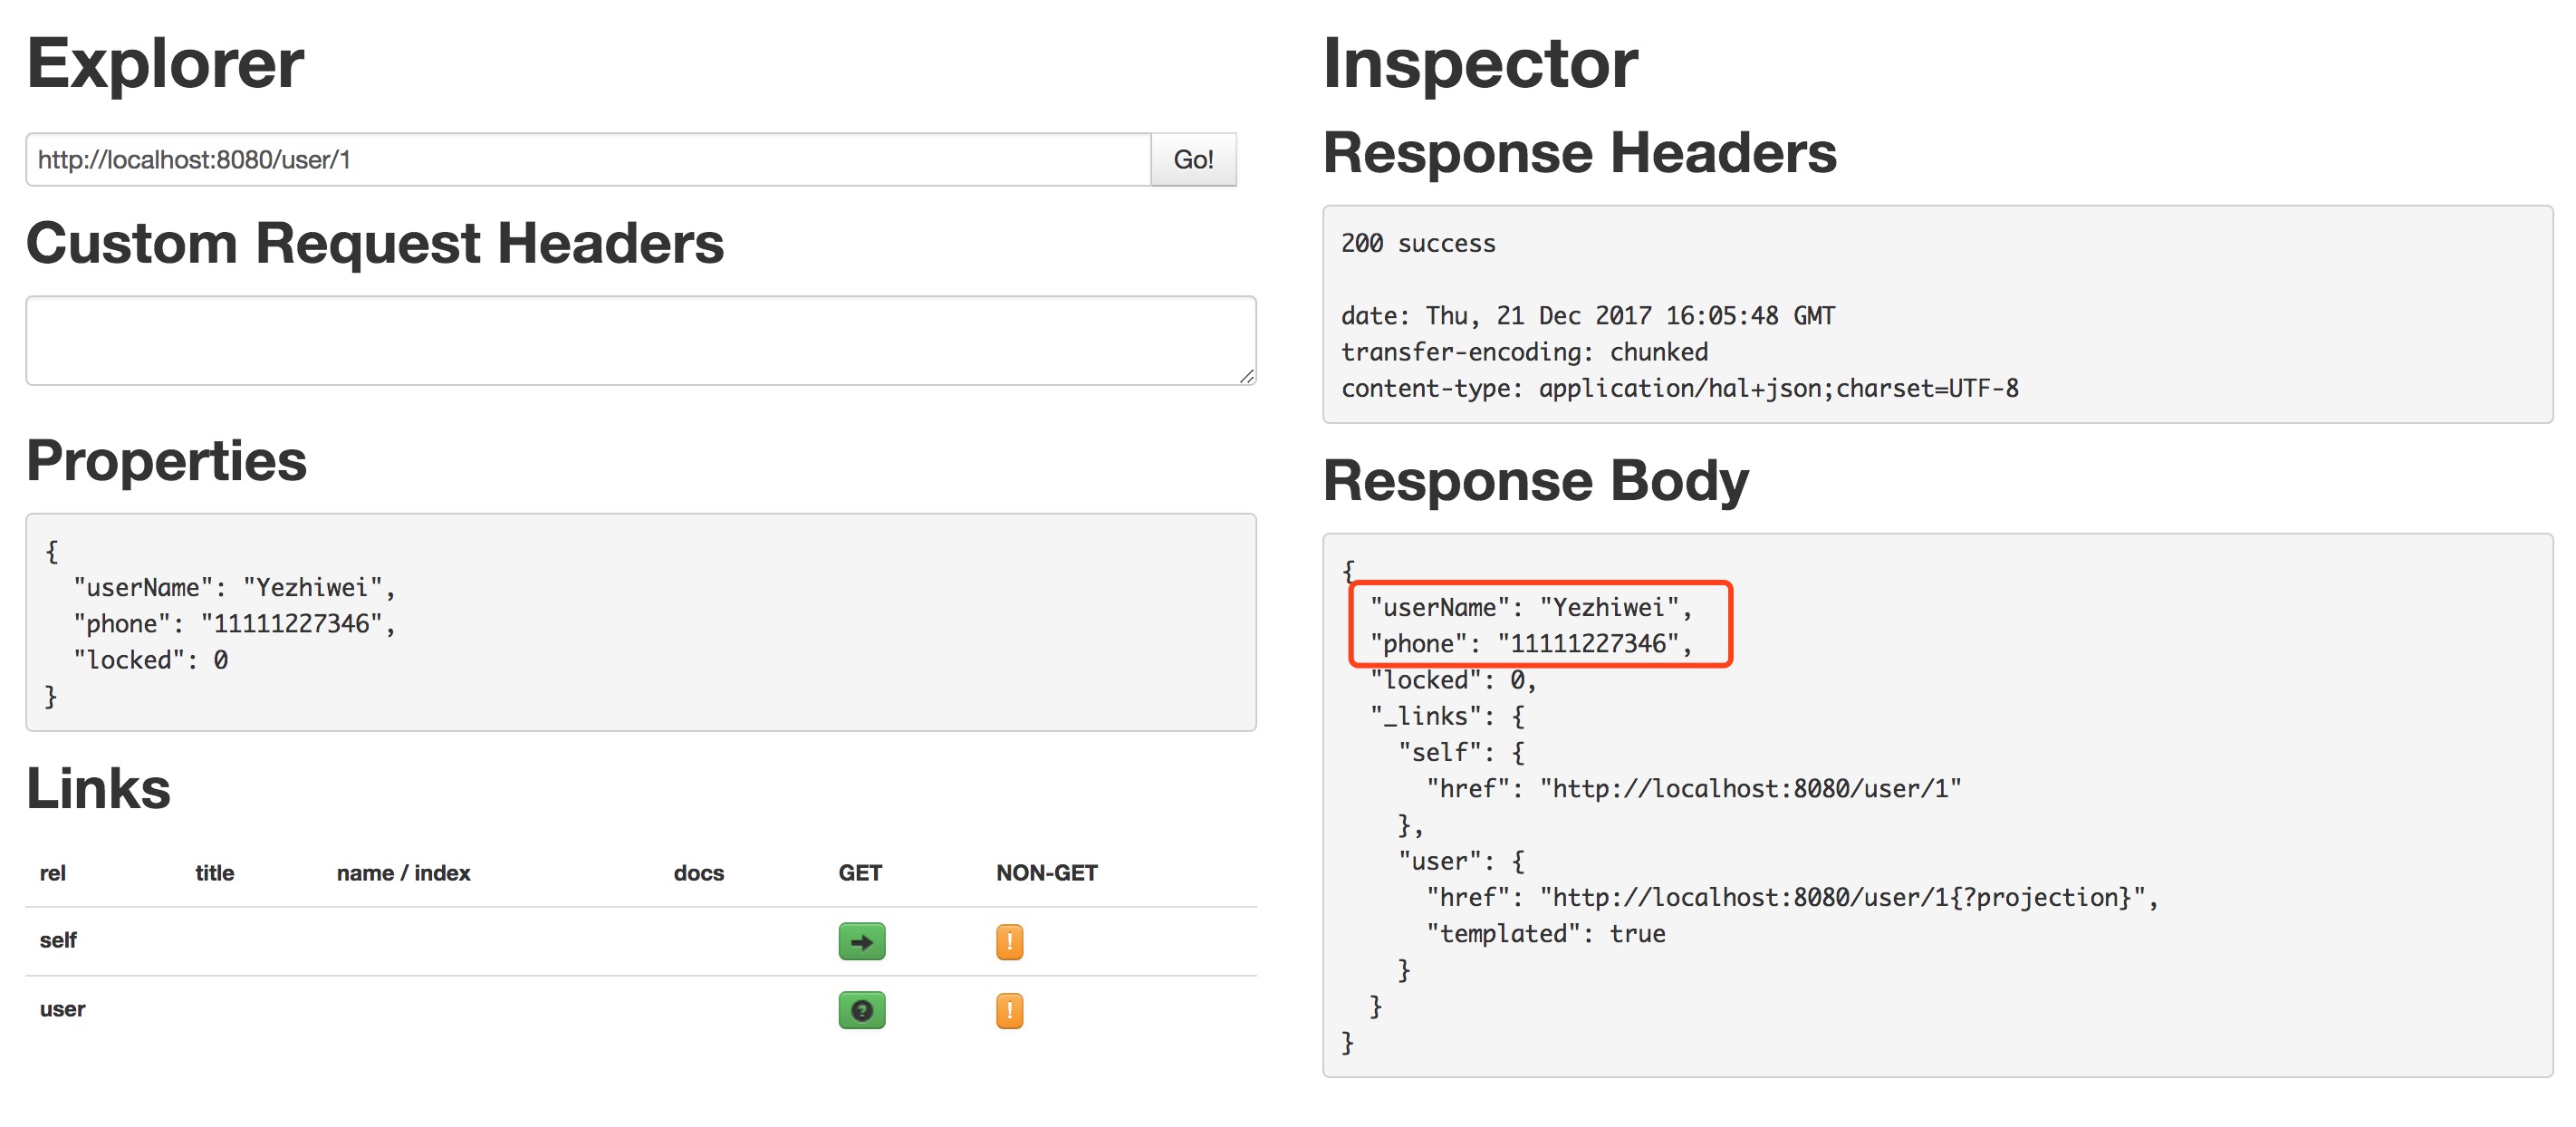 Explorer
http://localhost:8080/user/1
Go!
Custom Request Headers
Properties
{
  "userName": "Yezhiwei",
  "phone": "11111227346",
  "locked": 0
}
Links
rel title name / index docs GET NON-GET
self
user
Inspector
Response Headers
200 success
date: Thu, 21 Dec 2017 16:05:48 GMT
transfer-encoding: chunked
content-type: application/hal+json;charset=UTF-8
Response Body
{
  "userName": "Yezhiwei",
  "phone": "11111227346",
  "locked": 0,
  "_links": {
    "self": {
      "href": "http://localhost:8080/user/1"
    },
    "user": {
      "href": "http://localhost:8080/user/1{?projection}",
      "templated": true
    }
  }
}